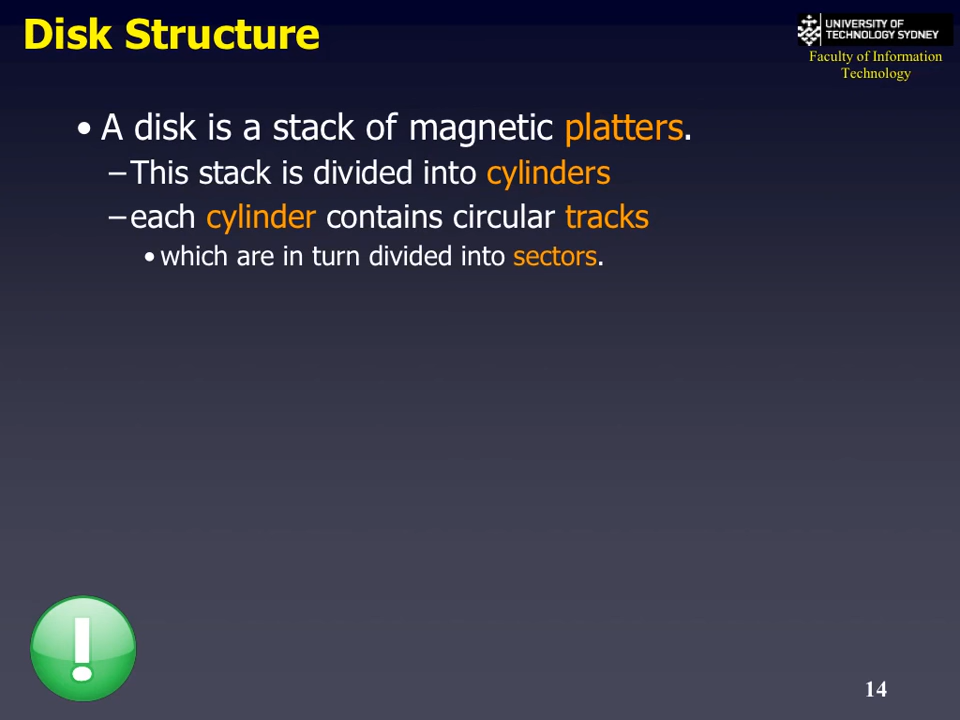 Disk Structure
UNIVERSITY OF
TECHNOLOGY SYDNEY
Faculty of Information
Technology
• A disk is a stack of magnetic platters.
–This stack is divided into cylinders
–each cylinder contains circular tracks
• which are in turn divided into sectors.
!
14